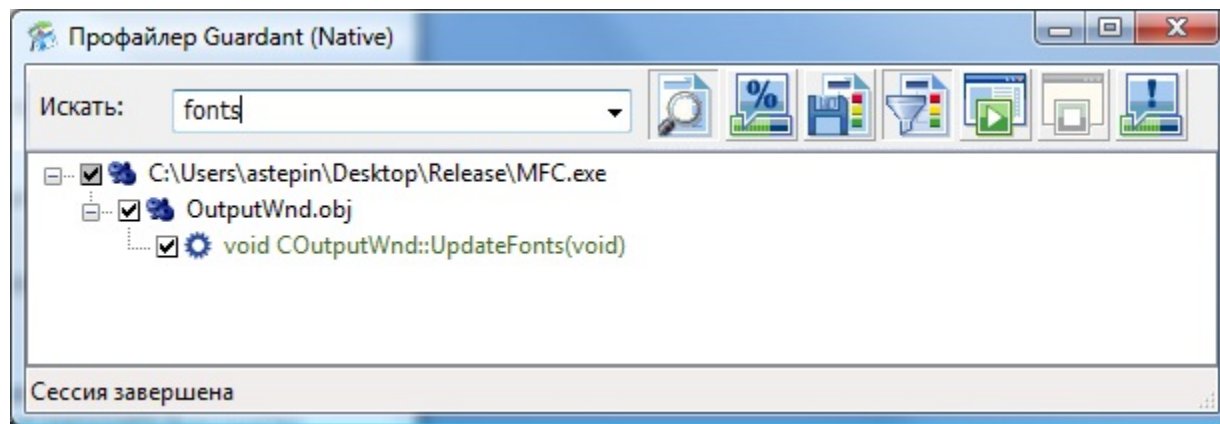 Профайлер Guardant (Native)
Искать: fonts
%
!
C:\Users\astepin\Desktop\Release\MFC.exe
OutputWnd.obj
void COutputWnd::UpdateFonts(void)
Сессия завершена